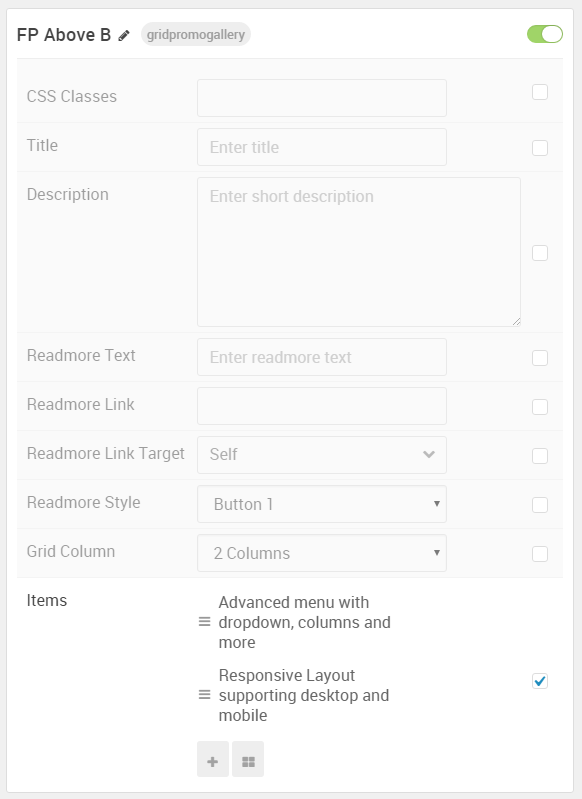 FP Above B gridpromogallery
CSS Classes
Title Enter title
Description Enter short description
Readmore Text Enter readmore text
Readmore Link
Readmore Link Target Self
Readmore Style Button 1
Grid Column 2 Columns
Items Advanced menu with
dropdown, columns and
more
Responsive Layout
supporting desktop and
mobile